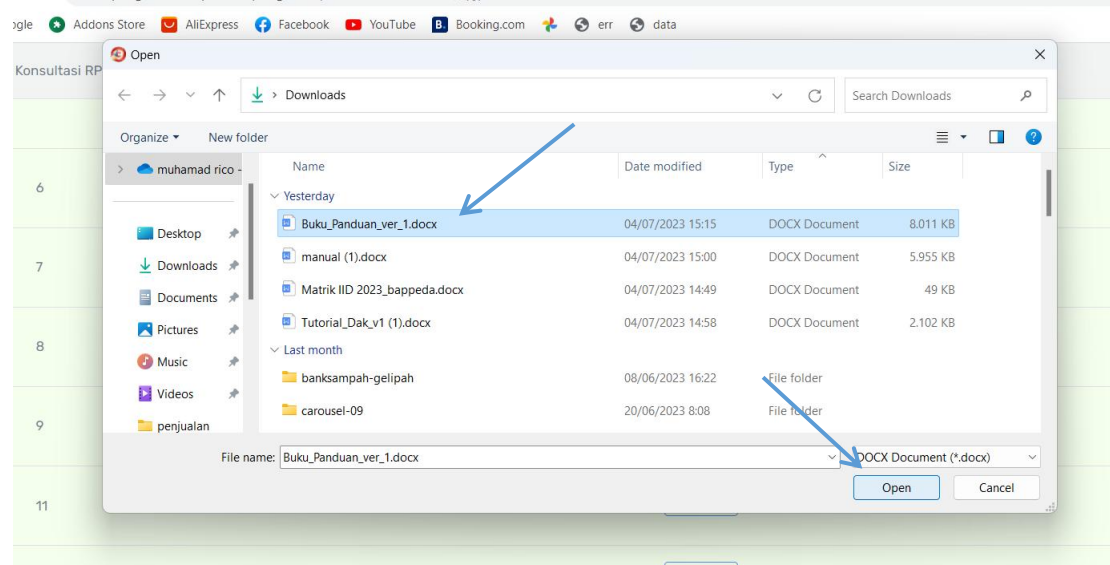 ogle Addons Store AliExpress Facebook YouTube B. Booking.com err data
Konsultasi RP
Open
Downloads
Search Downloads
Organize New folder
muhamad rico -
Desktop
Downloads
Documents
Pictures
Music
Videos
penjualan
Name Date modified Type Size
Yesterday
Buku_Panduan_ver_1.docx 04/07/2023 15:15 DOCX Document 8.011 KB
manual (1).docx 04/07/2023 15:00 DOCX Document 5.955 KB
Matrik IID 2023_bappeda.docx 04/07/2023 14:49 DOCX Document 49 KB
Tutorial_Dak_v1 (1).docx 04/07/2023 14:58 DOCX Document 2.102 KB
Last month
banksampah-gelipah 08/06/2023 16:22 File folder
carousel-09 20/06/2023 8:08 File folder
File name: Buku_Panduan_ver_1.docx DOCX Document (*.docx)
Open Cancel
6
7
8
9
11